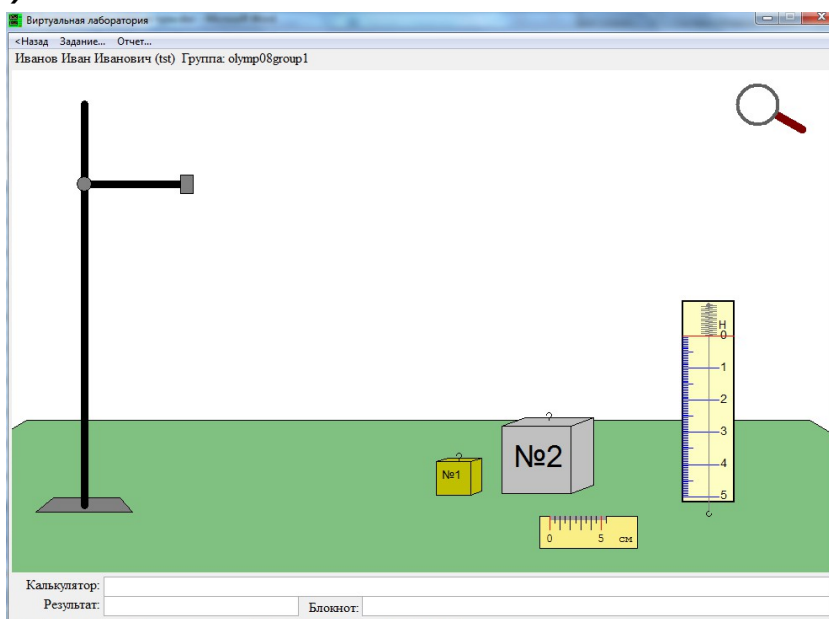 Виртуальная лаборатория
<Назад Задание... Отчет...
Иванов Иван Иванович (tst) Группа: olymp08group1
Н
0
1
2
3
4
5
№2
№1
0 5 см
Калькулятор:
Результат: Блокнот: